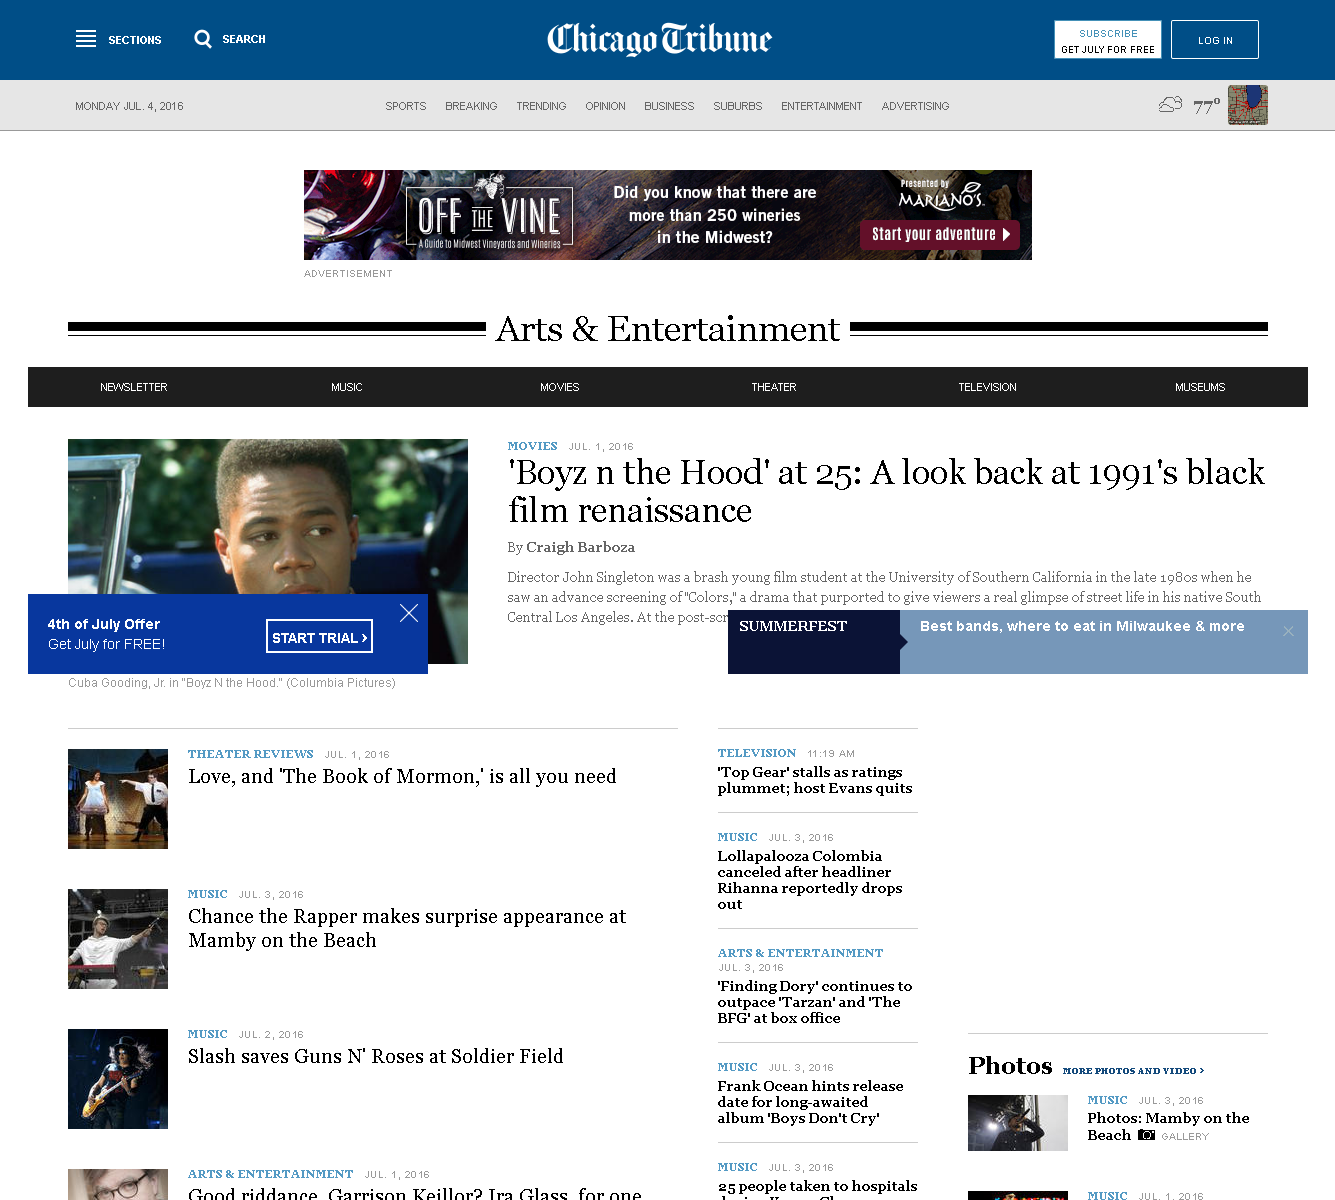 SECTIONS
SEARCH
Chicago Tribune
SUBSCRIBE
GET JULY FOR FREE
LOG IN
MONDAY JUL. 4, 2016
SPORTS BREAKING TRENDING OPINION BUSINESS SUBURBS ENTERTAINMENT ADVERTISING
77°
OFF THE VINE
A Guide to Midwest Vineyards and Wineries
Did you know that there are
more than 250 wineries
in the Midwest?
Presented by
MARIANO'S
Start your adventure
ADVERTISEMENT
Arts & Entertainment
NEWSLETTER MUSIC MOVIES THEATER TELEVISION MUSEUMS
MOVIES JUL. 1, 2016
'Boyz n the Hood' at 25: A look back at 1991's black
film renaissance
By Craigh Barboza
Director John Singleton was a brash young film student at the University of Southern California in the late 1980s when he
saw an advance screening of "Colors," a drama that purported to give viewers a real glimpse of street life in his native South
Central Los Angeles. At the post-scr
4th of July Offer
Get July for FREE!
START TRIAL ›
SUMMERFEST
Best bands, where to eat in Milwaukee & more
Cuba Gooding, Jr. in "Boyz N the Hood." (Columbia Pictures)
THEATER REVIEWS JUL. 1, 2016
Love, and 'The Book of Mormon,' is all you need
MUSIC JUL. 3, 2016
Chance the Rapper makes surprise appearance at
Mamby on the Beach
MUSIC JUL. 2, 2016
Slash saves Guns N' Roses at Soldier Field
ARTS & ENTERTAINMENT JUL. 1, 2016
Good riddance, Garrison Keillor? Ira Glass, for one,
TELEVISION 11:19 AM
'Top Gear' stalls as ratings
plummet; host Evans quits
MUSIC JUL. 3, 2016
Lollapalooza Colombia
canceled after headliner
Rihanna reportedly drops
out
ARTS & ENTERTAINMENT
JUL. 3, 2016
'Finding Dory' continues to
outpace 'Tarzan' and 'The
BFG' at box office
MUSIC JUL. 3, 2016
Frank Ocean hints release
date for long-awaited
album 'Boys Don't Cry'
MUSIC JUL. 3, 2016
25 people taken to hospitals
Photos MORE PHOTOS AND VIDEO ›
MUSIC JUL. 3, 2016
Photos: Mamby on the
Beach GALLERY
MUSIC JUL. 1, 2016